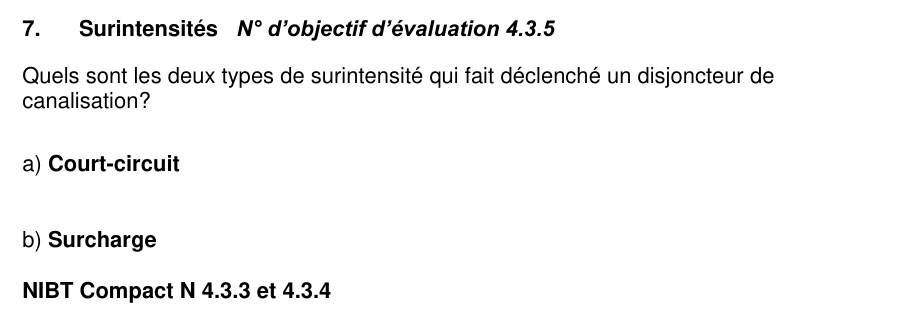 7. Surintensités N° d’objectif d’évaluation 4.3.5
Quels sont les deux types de surintensité qui fait déclenché un disjoncteur de
canalisation?
a) Court-circuit
b) Surcharge
NIBT Compact N 4.3.3 et 4.3.4